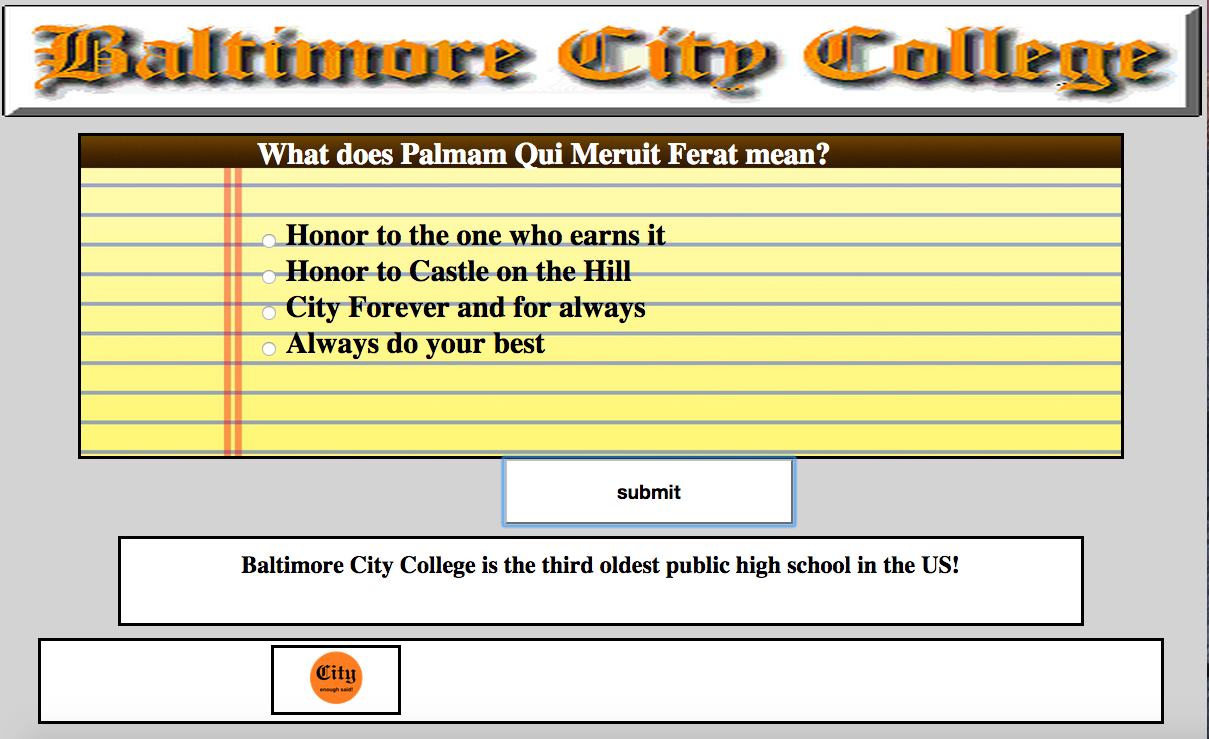 Baltimore City College
What does Palmam Qui Meruit Ferat mean?
Honor to the one who earns it
Honor to Castle on the Hill
City Forever and for always
Always do your best
submit
Baltimore City College is the third oldest public high school in the US!
City
enough said!